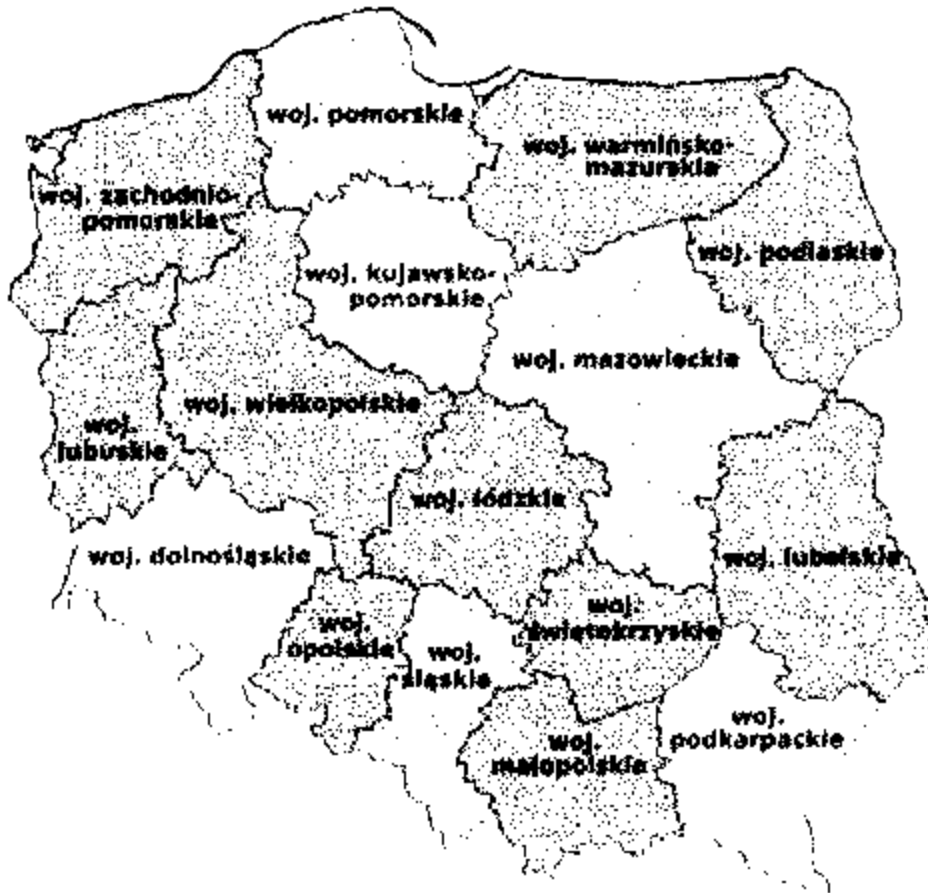 woj. pomorskie
woj. warmińsko-
mazurskie
woj. zachodnio-
pomorskie
woj. podlaskie
woj. kujawsko-
pomorskie
woj. mazowieckie
woj. wielkopolskie
woj.
lubuskie
woj. łódzkie
woj. dolnośląskie
woj. lubelskie
woj.
świętokrzyskie
woj.
opolskie
woj.
śląskie
woj.
podkarpackie
woj.
małopolskie